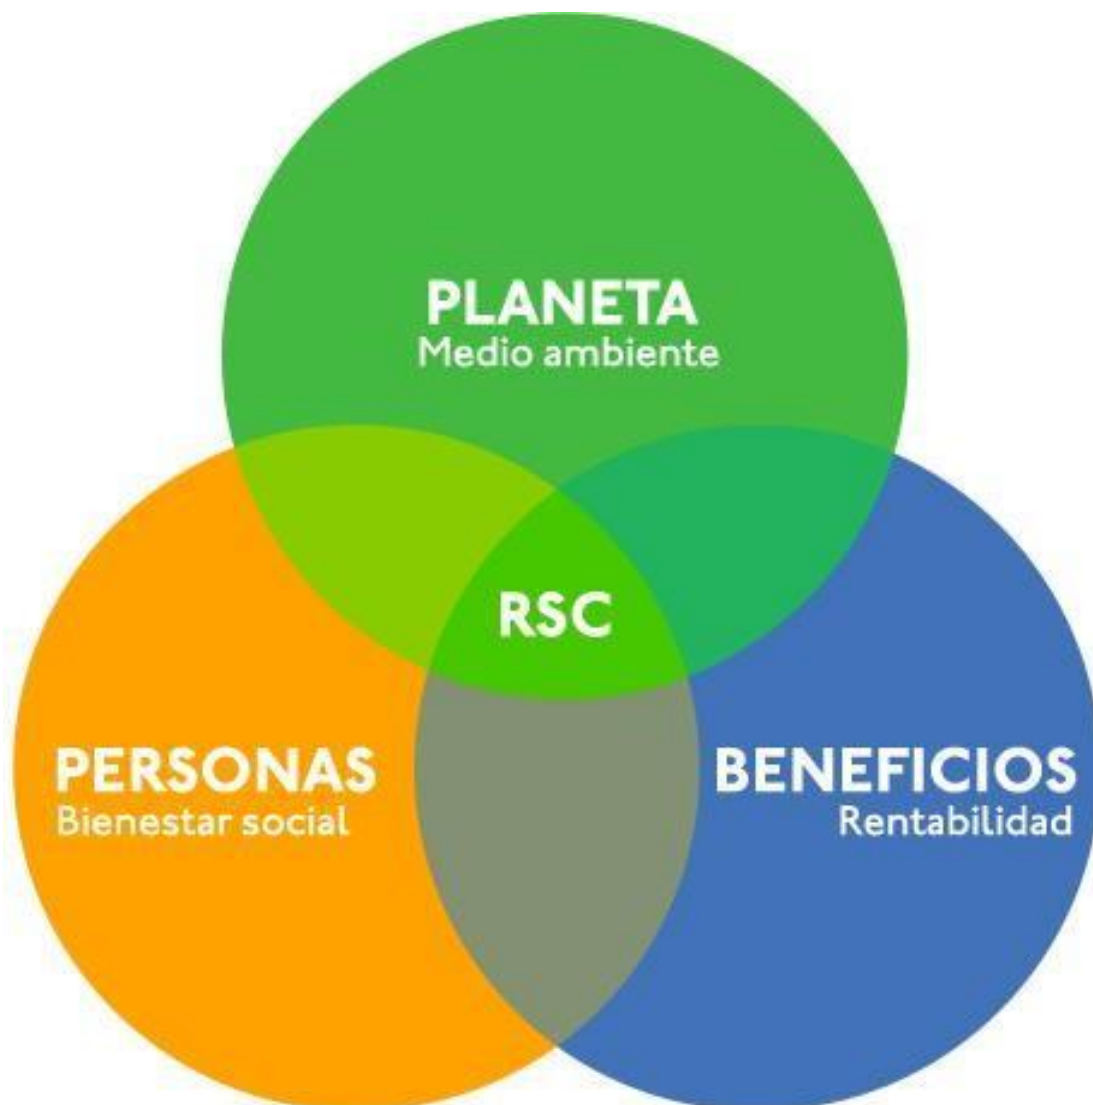 PLANETA
Medio ambiente
RSC
PERSONAS
Bienestar social
BENEFICIOS
Rentabilidad